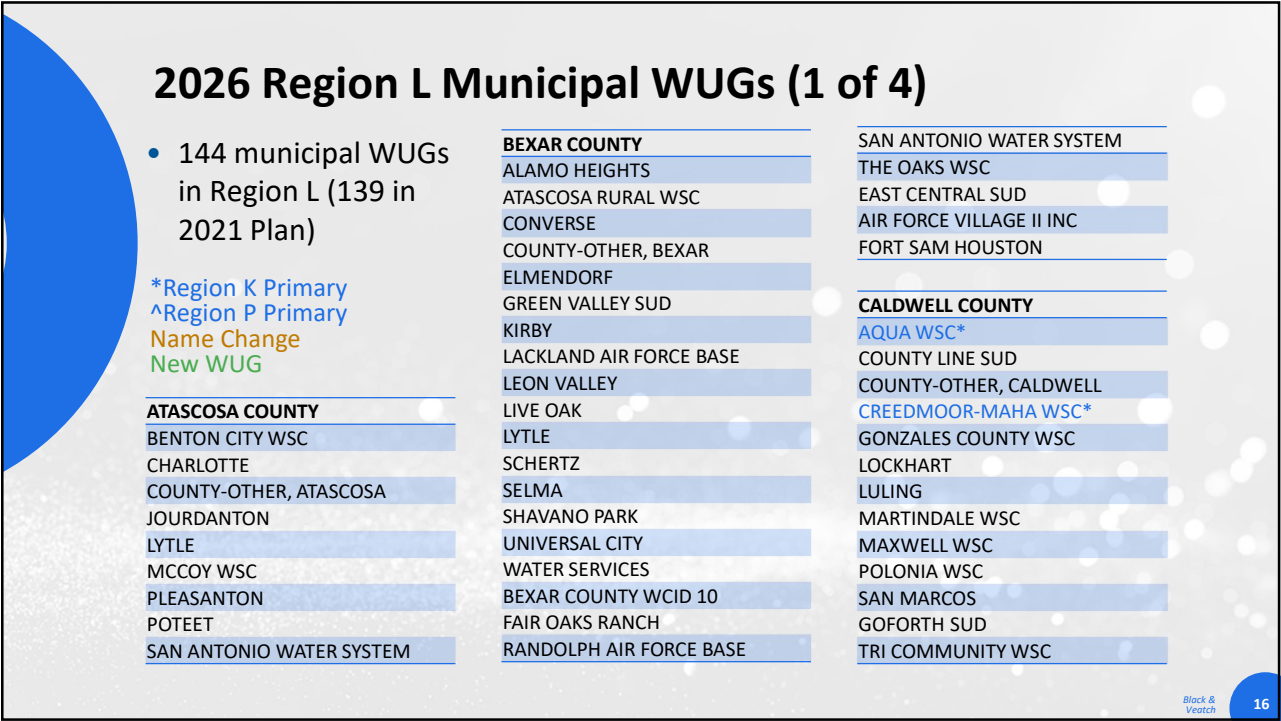 2026 Region L Municipal WUGs (1 of 4)
• 144 municipal WUGs
in Region L (139 in
2021 Plan)
*Region K Primary
^Region P Primary
Name Change
New WUG
ATASCOSA COUNTY
BENTON CITY WSC
CHARLOTTE
COUNTY-OTHER, ATASCOSA
JOURDANTON
LYTLE
MCCOY WSC
PLEASANTON
POTEET
SAN ANTONIO WATER SYSTEM
BEXAR COUNTY
ALAMO HEIGHTS
ATASCOSA RURAL WSC
CONVERSE
COUNTY-OTHER, BEXAR
ELMENDORF
GREEN VALLEY SUD
KIRBY
LACKLAND AIR FORCE BASE
LEON VALLEY
LIVE OAK
LYTLE
SCHERTZ
SELMA
SHAVANO PARK
UNIVERSAL CITY
WATER SERVICES
BEXAR COUNTY WCID 10
FAIR OAKS RANCH
RANDOLPH AIR FORCE BASE
SAN ANTONIO WATER SYSTEM
THE OAKS WSC
EAST CENTRAL SUD
AIR FORCE VILLAGE II INC
FORT SAM HOUSTON
CALDWELL COUNTY
AQUA WSC*
COUNTY LINE SUD
COUNTY-OTHER, CALDWELL
CREEDMOOR-MAHA WSC*
GONZALES COUNTY WSC
LOCKHART
LULING
MARTINDALE WSC
MAXWELL WSC
POLONIA WSC
SAN MARCOS
GOFORTH SUD
TRI COMMUNITY WSC
Black &
Veatch
16